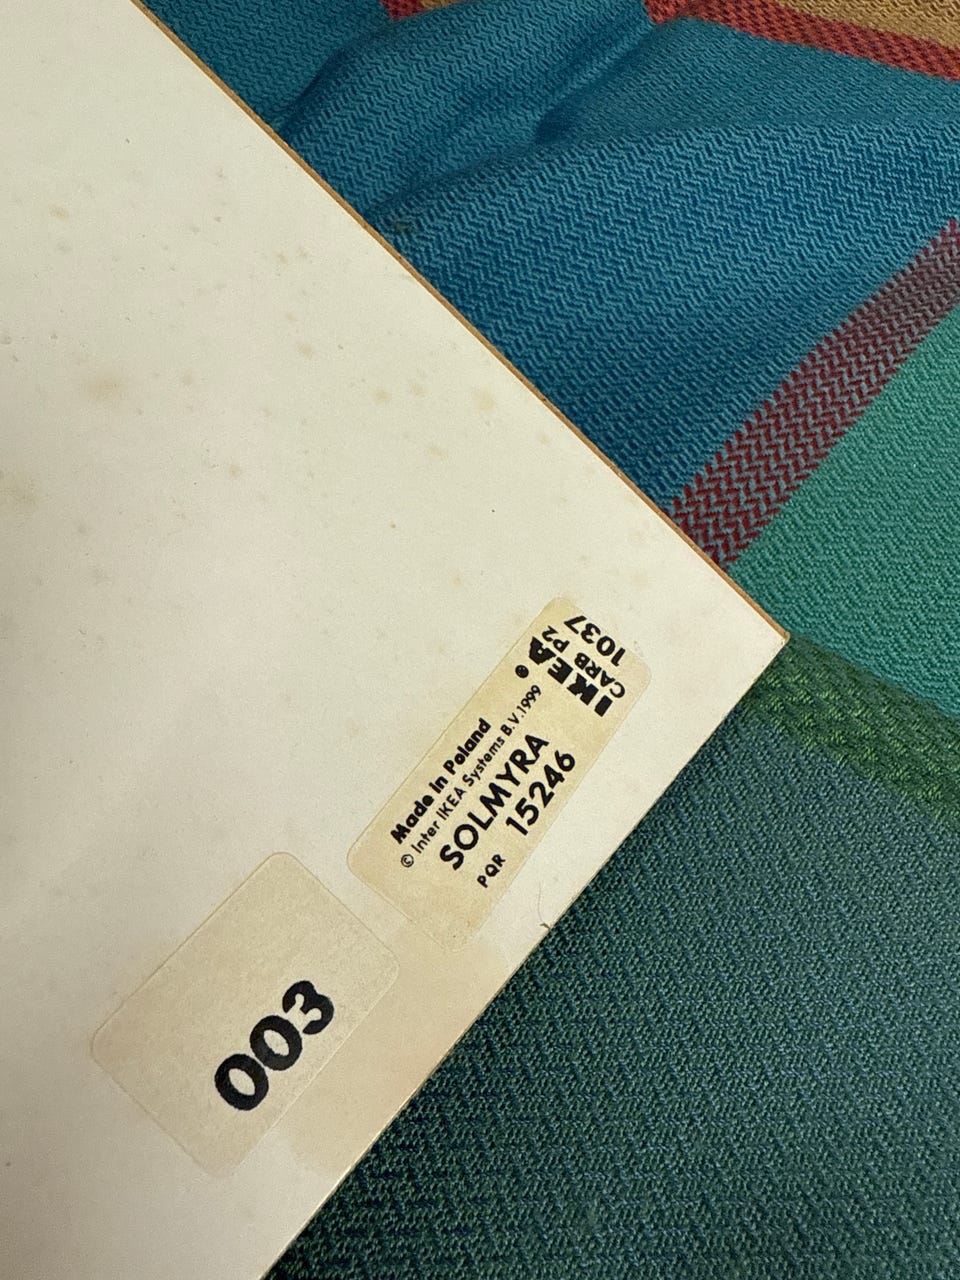 Made in Poland
© Inter IKEA Systems B.V. 1999
SOLMYRA
PQR 15246
IKEA®
CARB P2
1037
003